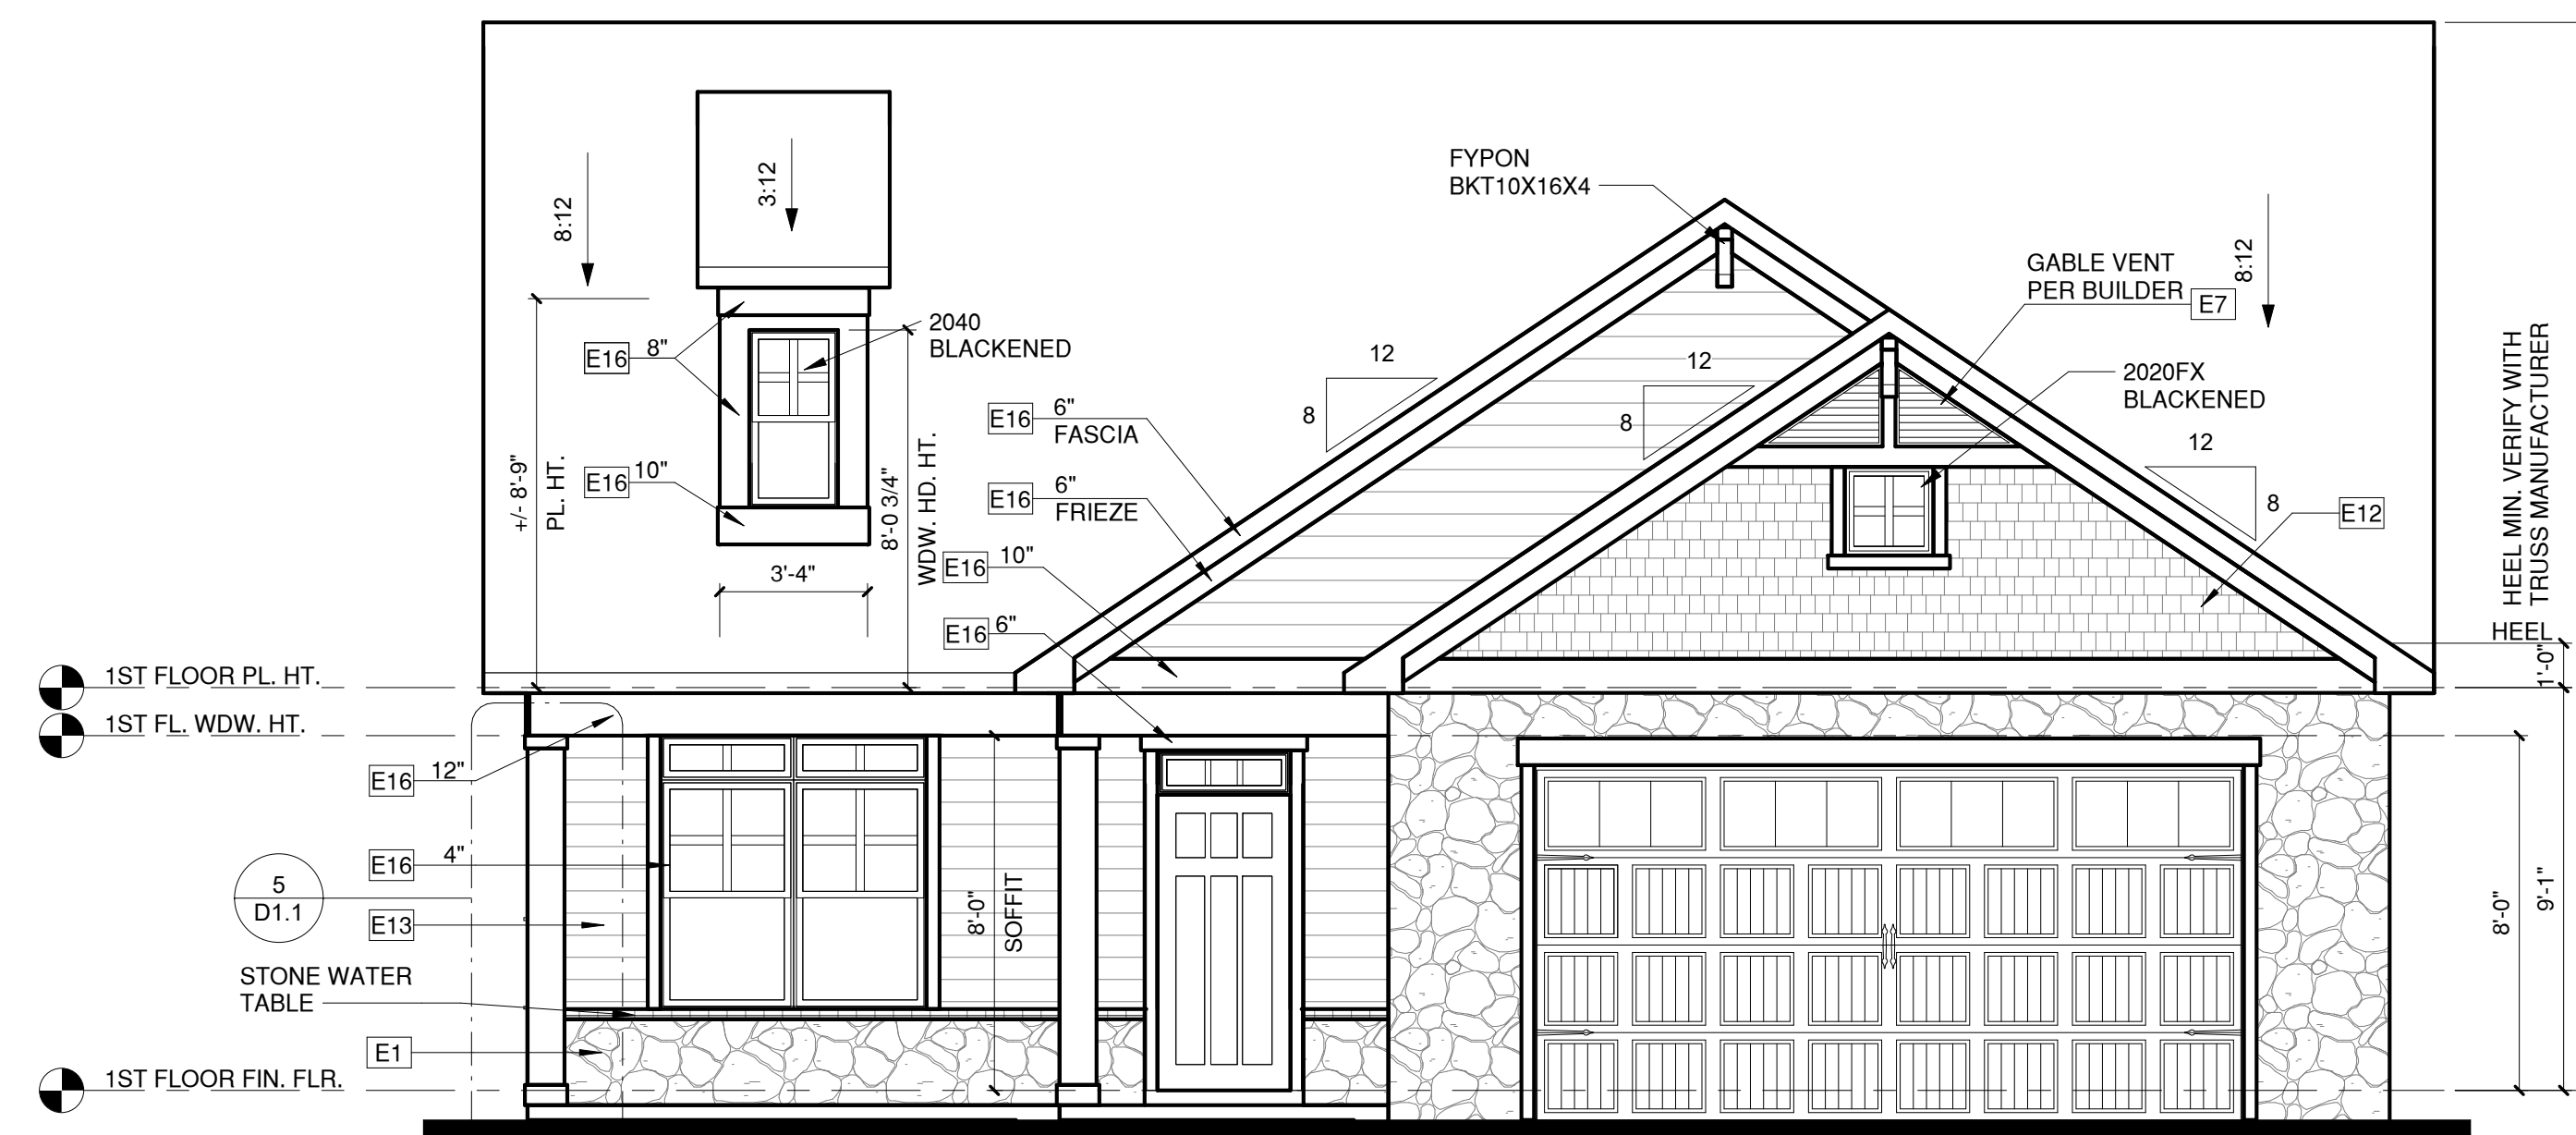 8:12
3:12
+/- 8'-9"
PL. HT.
E16 8"
E16 10"
3'-4"
2040
BLACKENED
8'-0 3/4"
WDW. HD. HT.
FYPON
BKT10X16X4
GABLE VENT
PER BUILDER E7
8:12
2020FX
BLACKENED
12
8
12
8
12
8
E12
E16 6"
FASCIA
E16 6"
FRIEZE
E16 10"
E16 6"
HEEL MIN. VERIFY WITH
TRUSS MANUFACTURER
HEEL
1'-0"
1ST FLOOR PL. HT.
1ST FL. WDW. HT.
E16 12"
E16 4"
5
D1.1
E13
STONE WATER
TABLE
E1
1ST FLOOR FIN. FLR.
8'-0"
SOFFIT
8'-0"
9'-1"